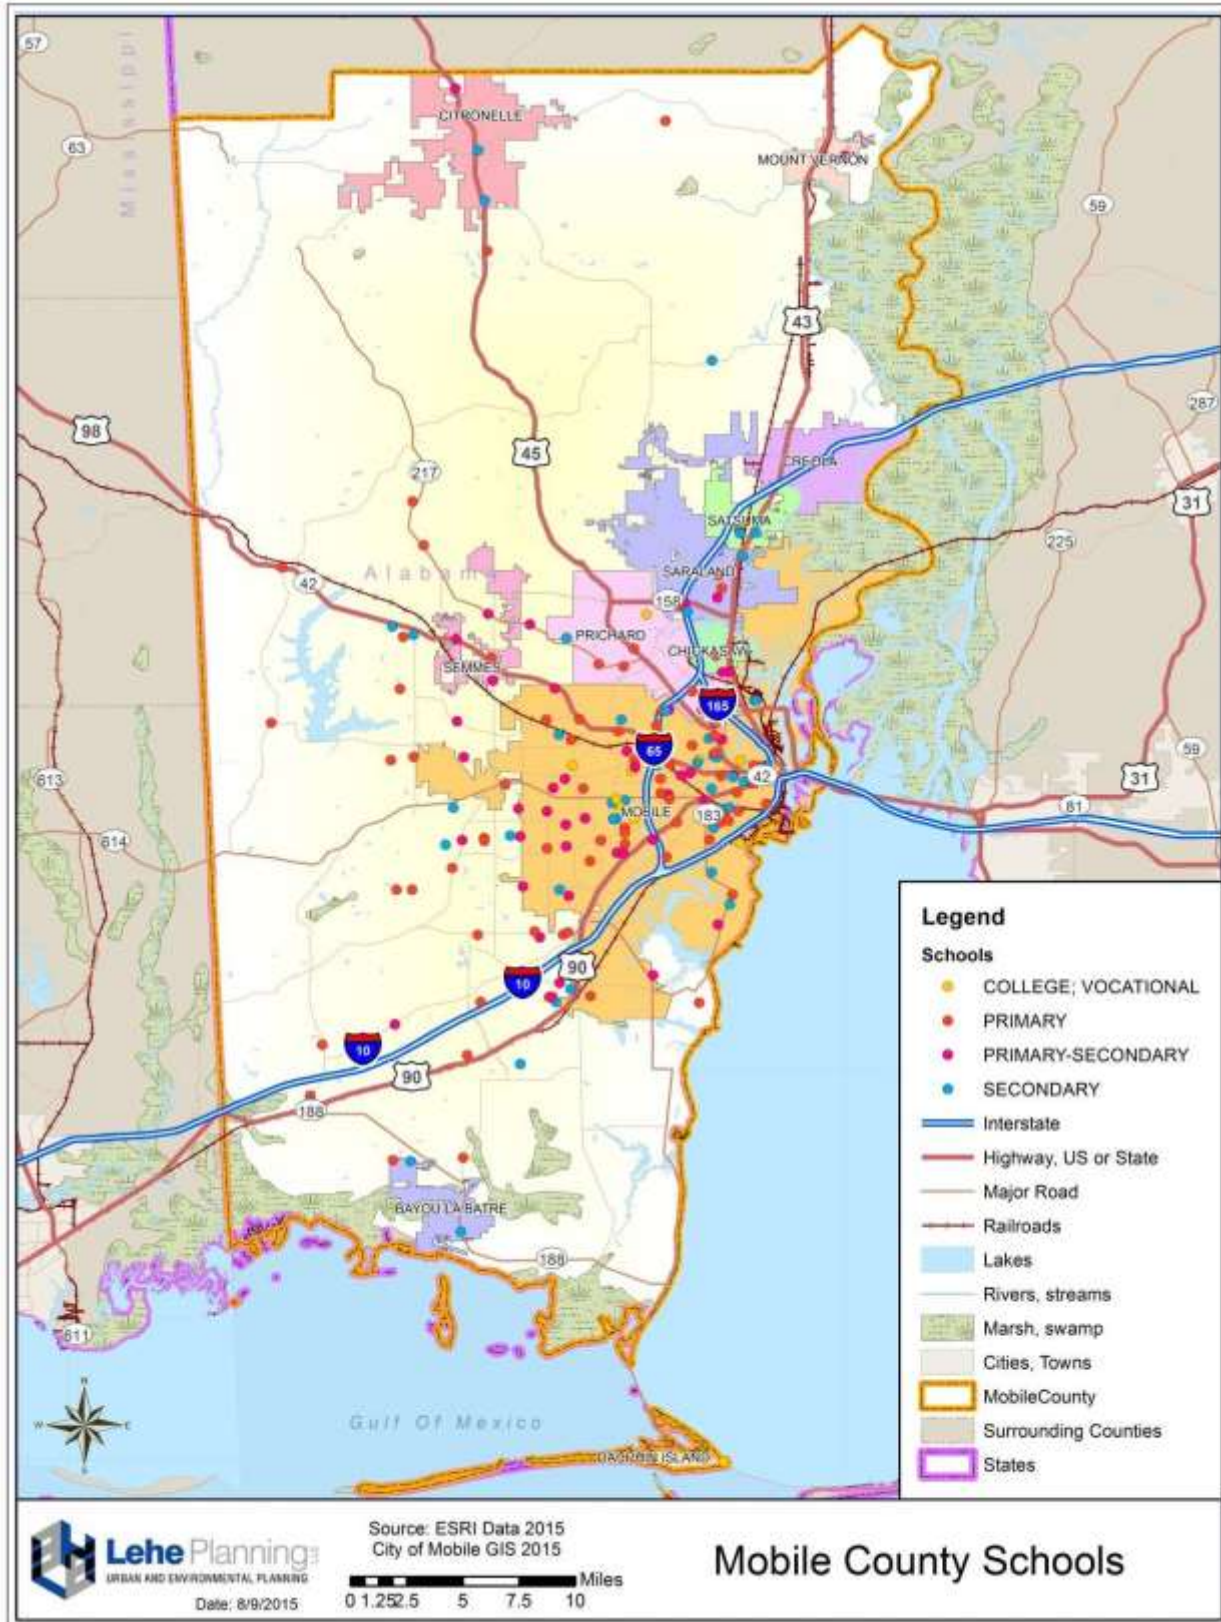 57
Mississippi
63
CITRONELLE
MOUNT VERNON
59
43
98
45
287
217
CREOLA
31
SATSUMA
225
Alabama
SARALAND
42
158
PRICHARD
CHICKASAW
SEMMES
165
65
59
613
42
31
81
MOBILE
183
614
90
10
10
90
188
BAYOU LA BATRE
188
611
N
W
E
S
Gulf Of Mexico
DAUPHIN ISLAND
Legend
Schools
COLLEGE; VOCATIONAL
PRIMARY
PRIMARY-SECONDARY
SECONDARY
Interstate
Highway, US or State
Major Road
Railroads
Lakes
Rivers, streams
Marsh, swamp
Cities, Towns
MobileCounty
Surrounding Counties
States
Lehe Planning
URBAN AND ENVIRONMENTAL PLANNING
Date: 8/9/2015
Source: ESRI Data 2015
City of Mobile GIS 2015
Miles
0 1.252.5 5 7.5 10
Mobile County Schools